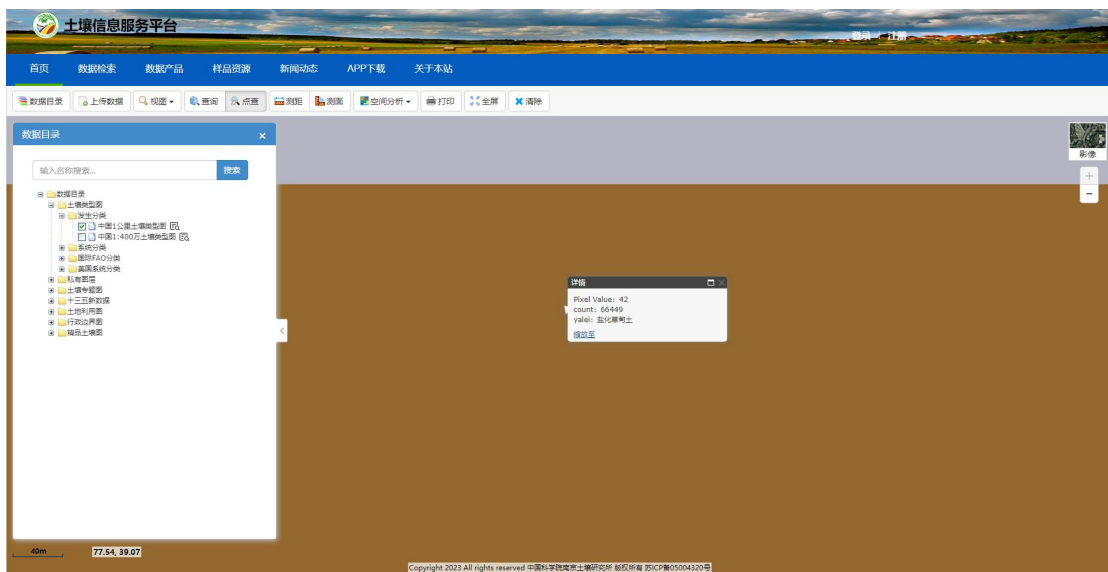 土壤信息服务平台
登录 | 注册
首页 数据检索 数据产品 样品资源 新闻动态 APP下载 关于本站
数据目录 上传数据 视图 查询 点查 测距 测面 空间分析 打印 全屏 清除
数据目录 ×
输入名称搜索... 搜索
数据目录
土壤类型图
发生分类
中国1公里土壤类型图
中国1:400万土壤类型图
系统分类
国际FAO分类
美国系统分类
私有图层
土壤专题图
十三五新数据
土地利用图
行政边界图
精品土壤图
影像
+
−
详情
Pixel Value: 42
count: 66449
yalei: 盐化草甸土
缩放至
40m 77.54, 39.07
Copyright 2023 All rights reserved 中国科学院南京土壤研究所 版权所有 苏ICP备05004320号